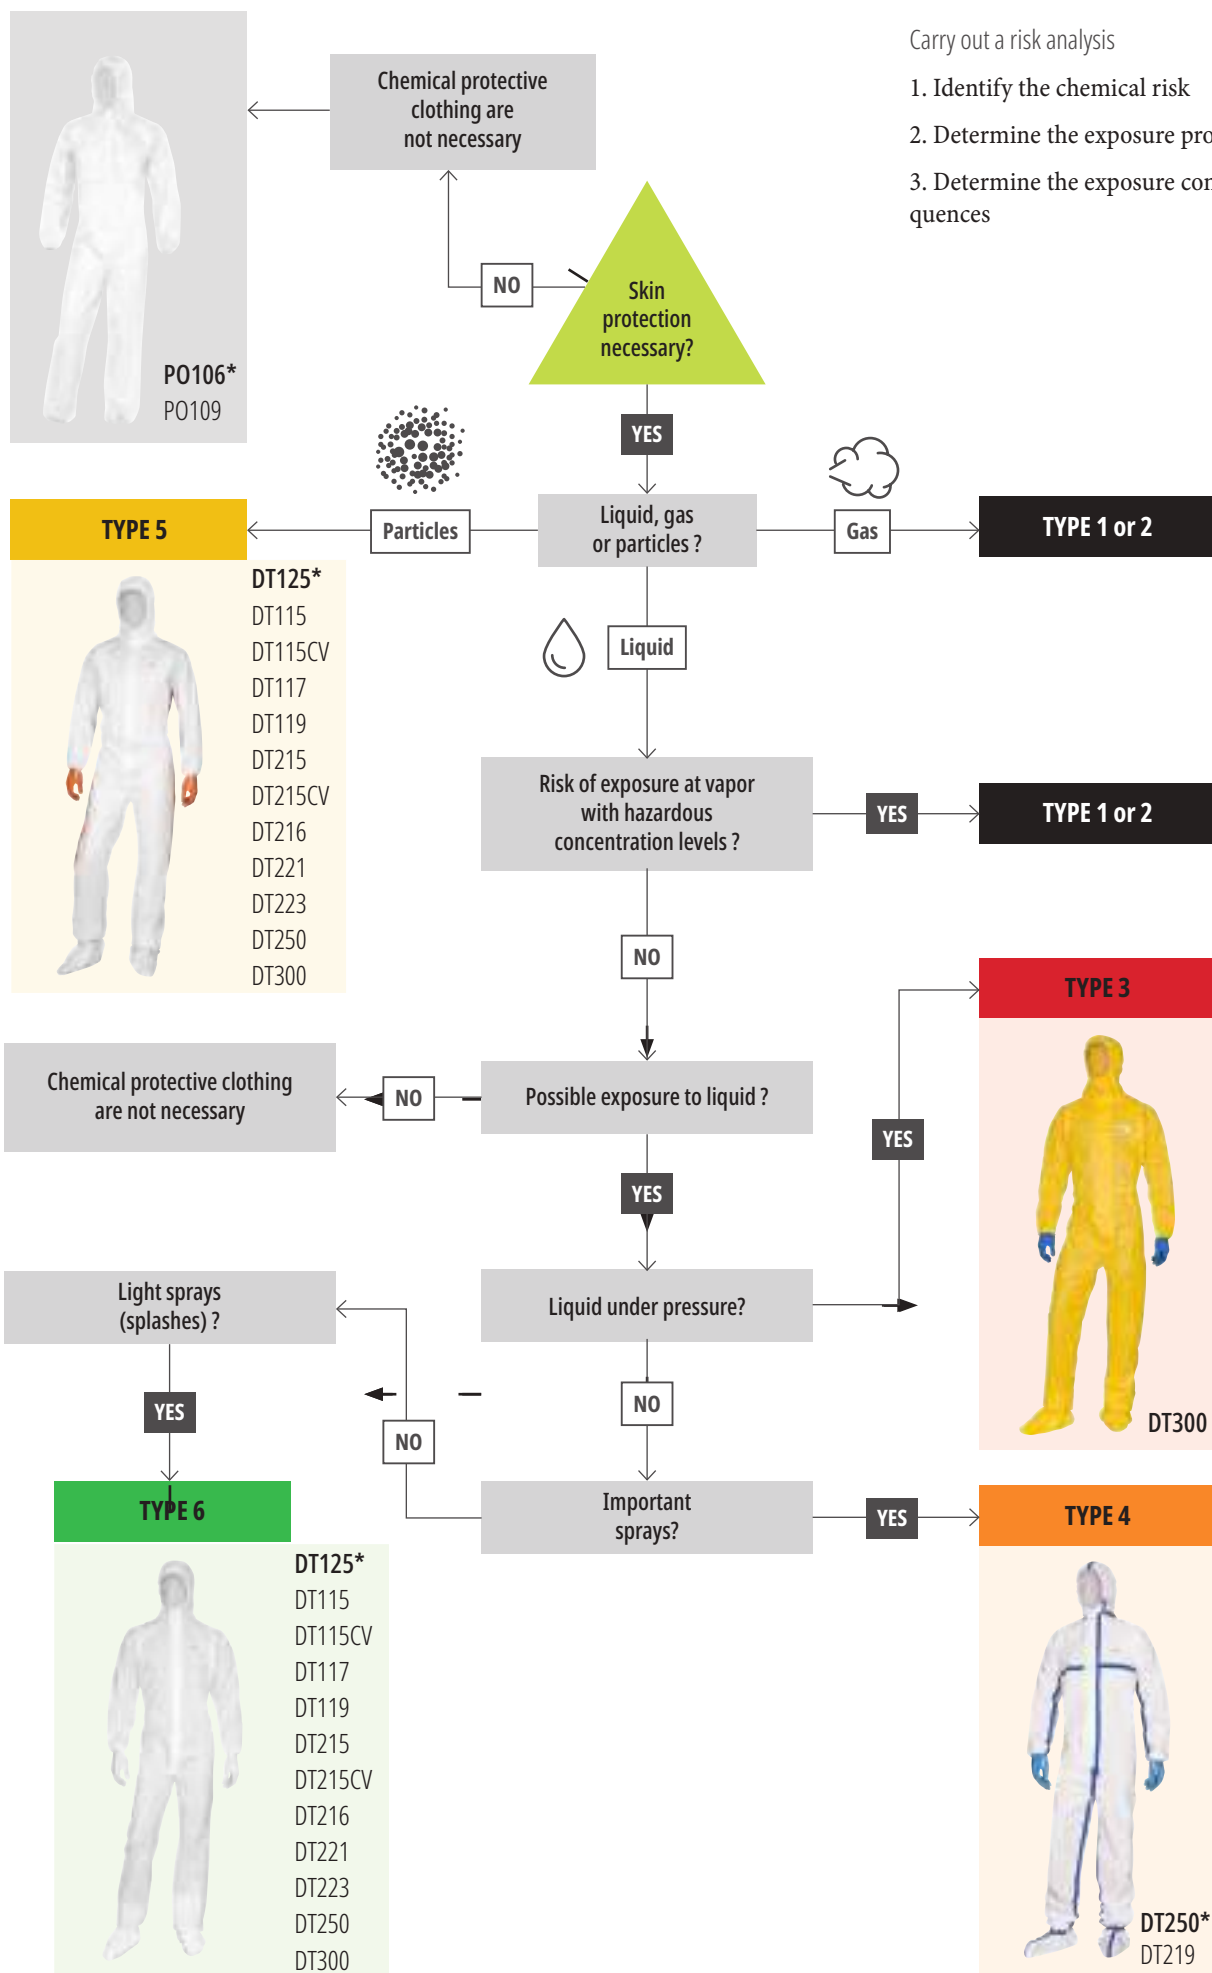 Carry out a risk analysis
1. Identify the chemical risk
2. Determine the exposure pro
3. Determine the exposure con
quences
Chemical protective
clothing are
not necessary
NO
Skin
protection
necessary?
PO106*
PO109
YES
TYPE 5
Particles
Liquid, gas
or particles ?
Gas
TYPE 1 or 2
DT125*
DT115
DT115CV
DT117
DT119
DT215
DT215CV
DT216
DT221
DT223
DT250
DT300
Liquid
Risk of exposure at vapor
with hazardous
concentration levels ?
YES
TYPE 1 or 2
NO
Chemical protective clothing
are not necessary
NO
Possible exposure to liquid ?
YES
TYPE 3
YES
DT300
Light sprays
(splashes) ?
Liquid under pressure?
YES
NO
NO
TYPE 6
Important
sprays?
YES
TYPE 4
DT125*
DT115
DT115CV
DT117
DT119
DT215
DT215CV
DT216
DT221
DT223
DT250
DT300
DT250*
DT219